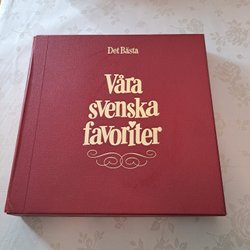 Det Bästa
Våra
svenska
favoriter